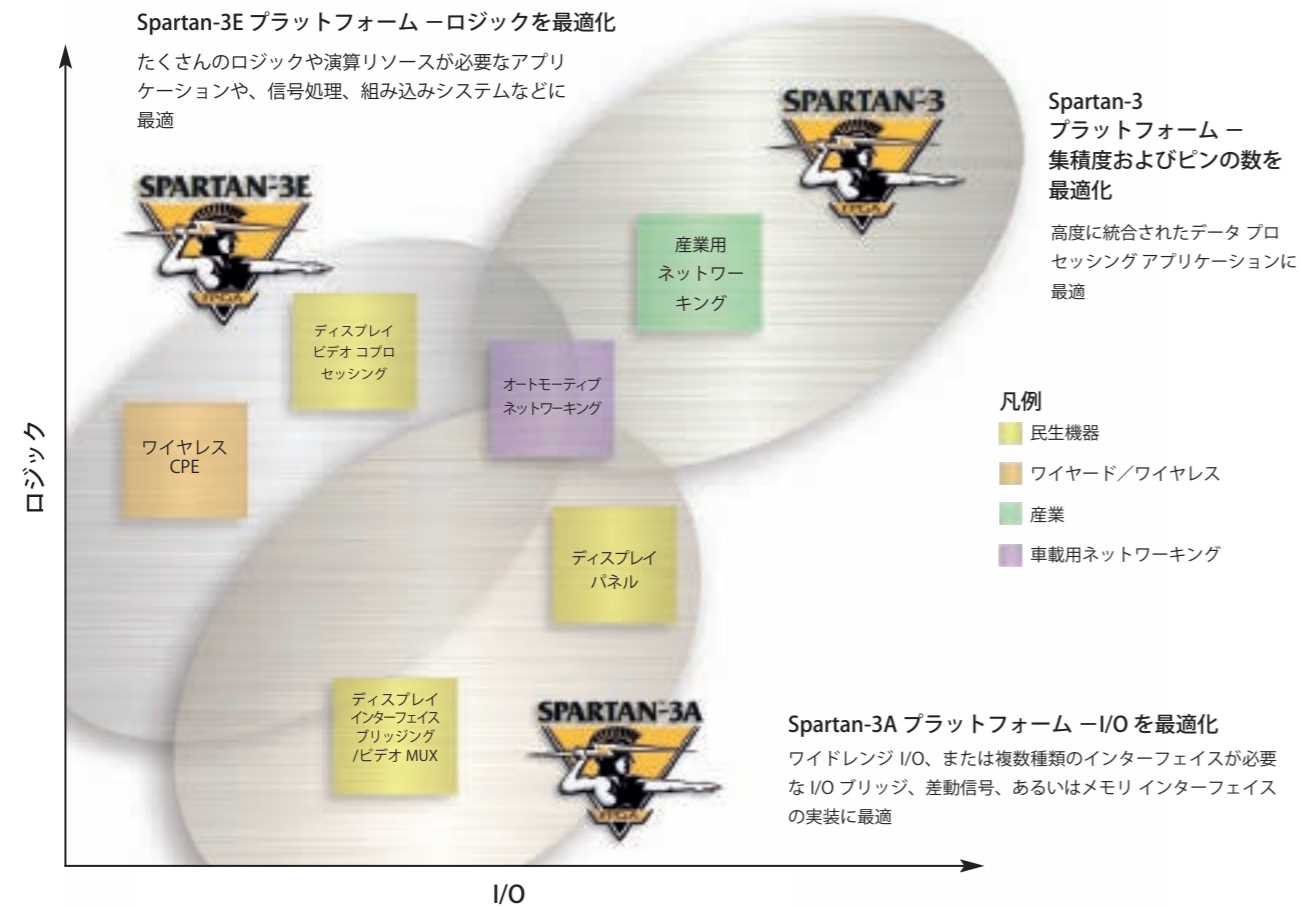 Spartan-3E プラットフォーム －ロジックを最適化
たくさんのロジックや演算リソースが必要なアプリ
ケーションや、信号処理、組み込みシステムなどに
最適
SPARTAN-3E
FPGA
SPARTAN-3
FPGA
Spartan-3
プラットフォーム －
集積度およびピンの数を
最適化
高度に統合されたデータ プロ
セッシング アプリケーションに
最適
産業用
ネットワー
キング
ディスプレイ
ビデオ コプロ
セッシング
オートモーティブ
ネットワーキング
ワイヤレス
CPE
ディスプレイ
パネル
ディスプレイ
インターフェイス
ブリッジング
/ビデオ MUX
凡例
民生機器
ワイヤード／ワイヤレス
産業
車載用ネットワーキング
SPARTAN-3A
FPGA
Spartan-3A プラットフォーム －I/O を最適化
ワイドレンジ I/O、または複数種類のインターフェイスが必要
な I/O ブリッジ、差動信号、あるいはメモリ インターフェイス
の実装に最適
ロジック
I/O